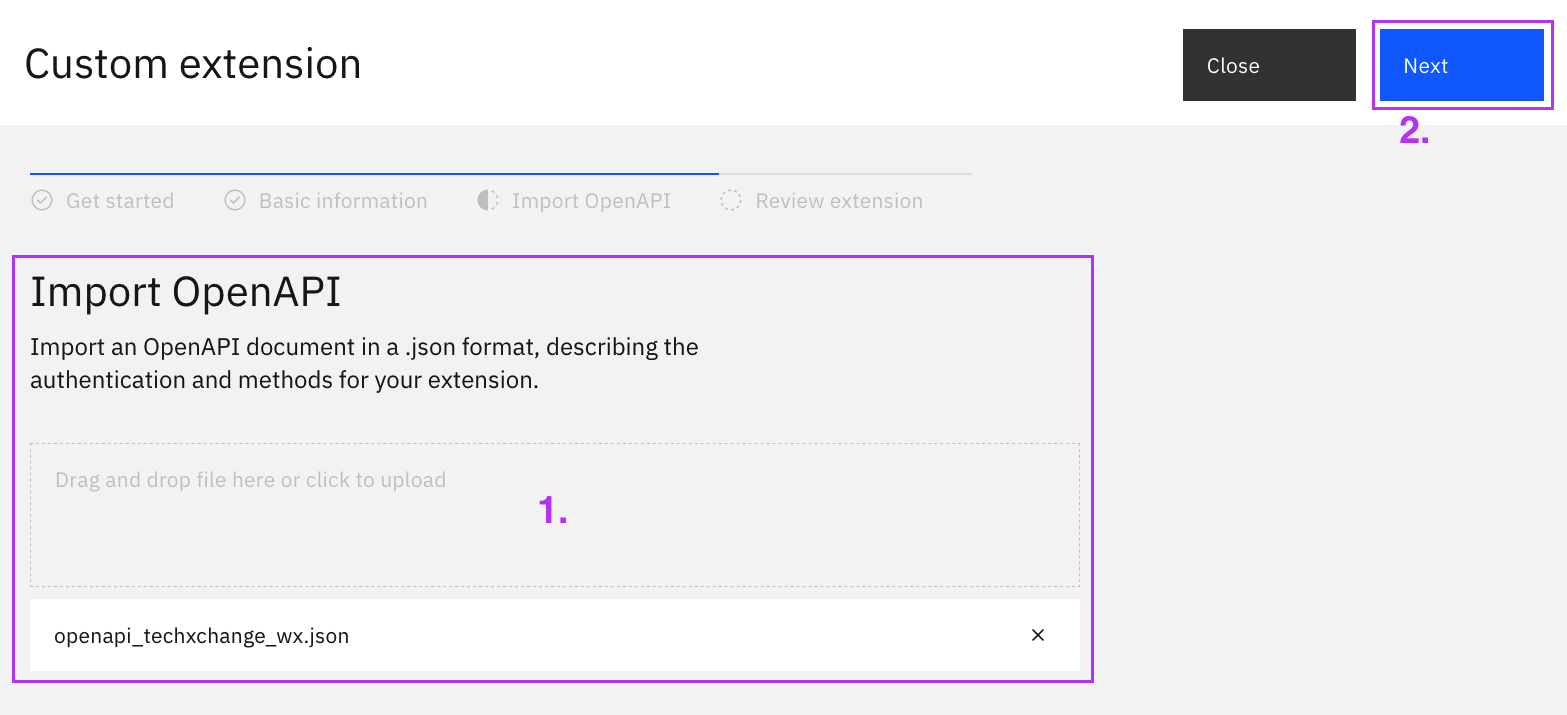 Custom extension
Close
Next
2.
Get started
Basic information
Import OpenAPI
Review extension
Import OpenAPI
Import an OpenAPI document in a .json format, describing the
authentication and methods for your extension.
Drag and drop file here or click to upload
1.
openapi_techxchange_wx.json